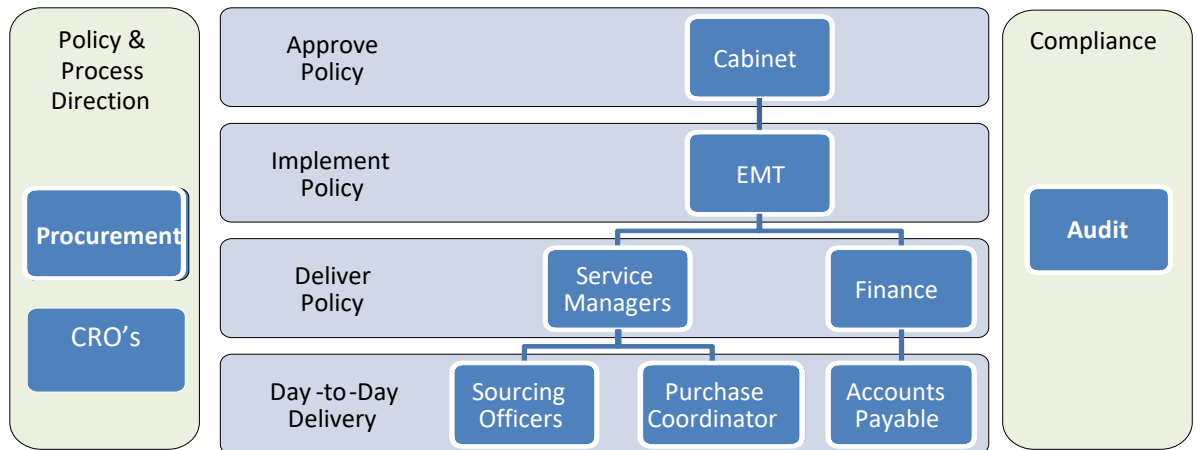 Policy &
Process
Direction
Procurement
CRO's
Approve
Policy
Cabinet
Implement
Policy
EMT
Deliver
Policy
Service
Managers
Finance
Day -to-Day
Delivery
Sourcing
Officers
Purchase
Coordinator
Accounts
Payable
Compliance
Audit